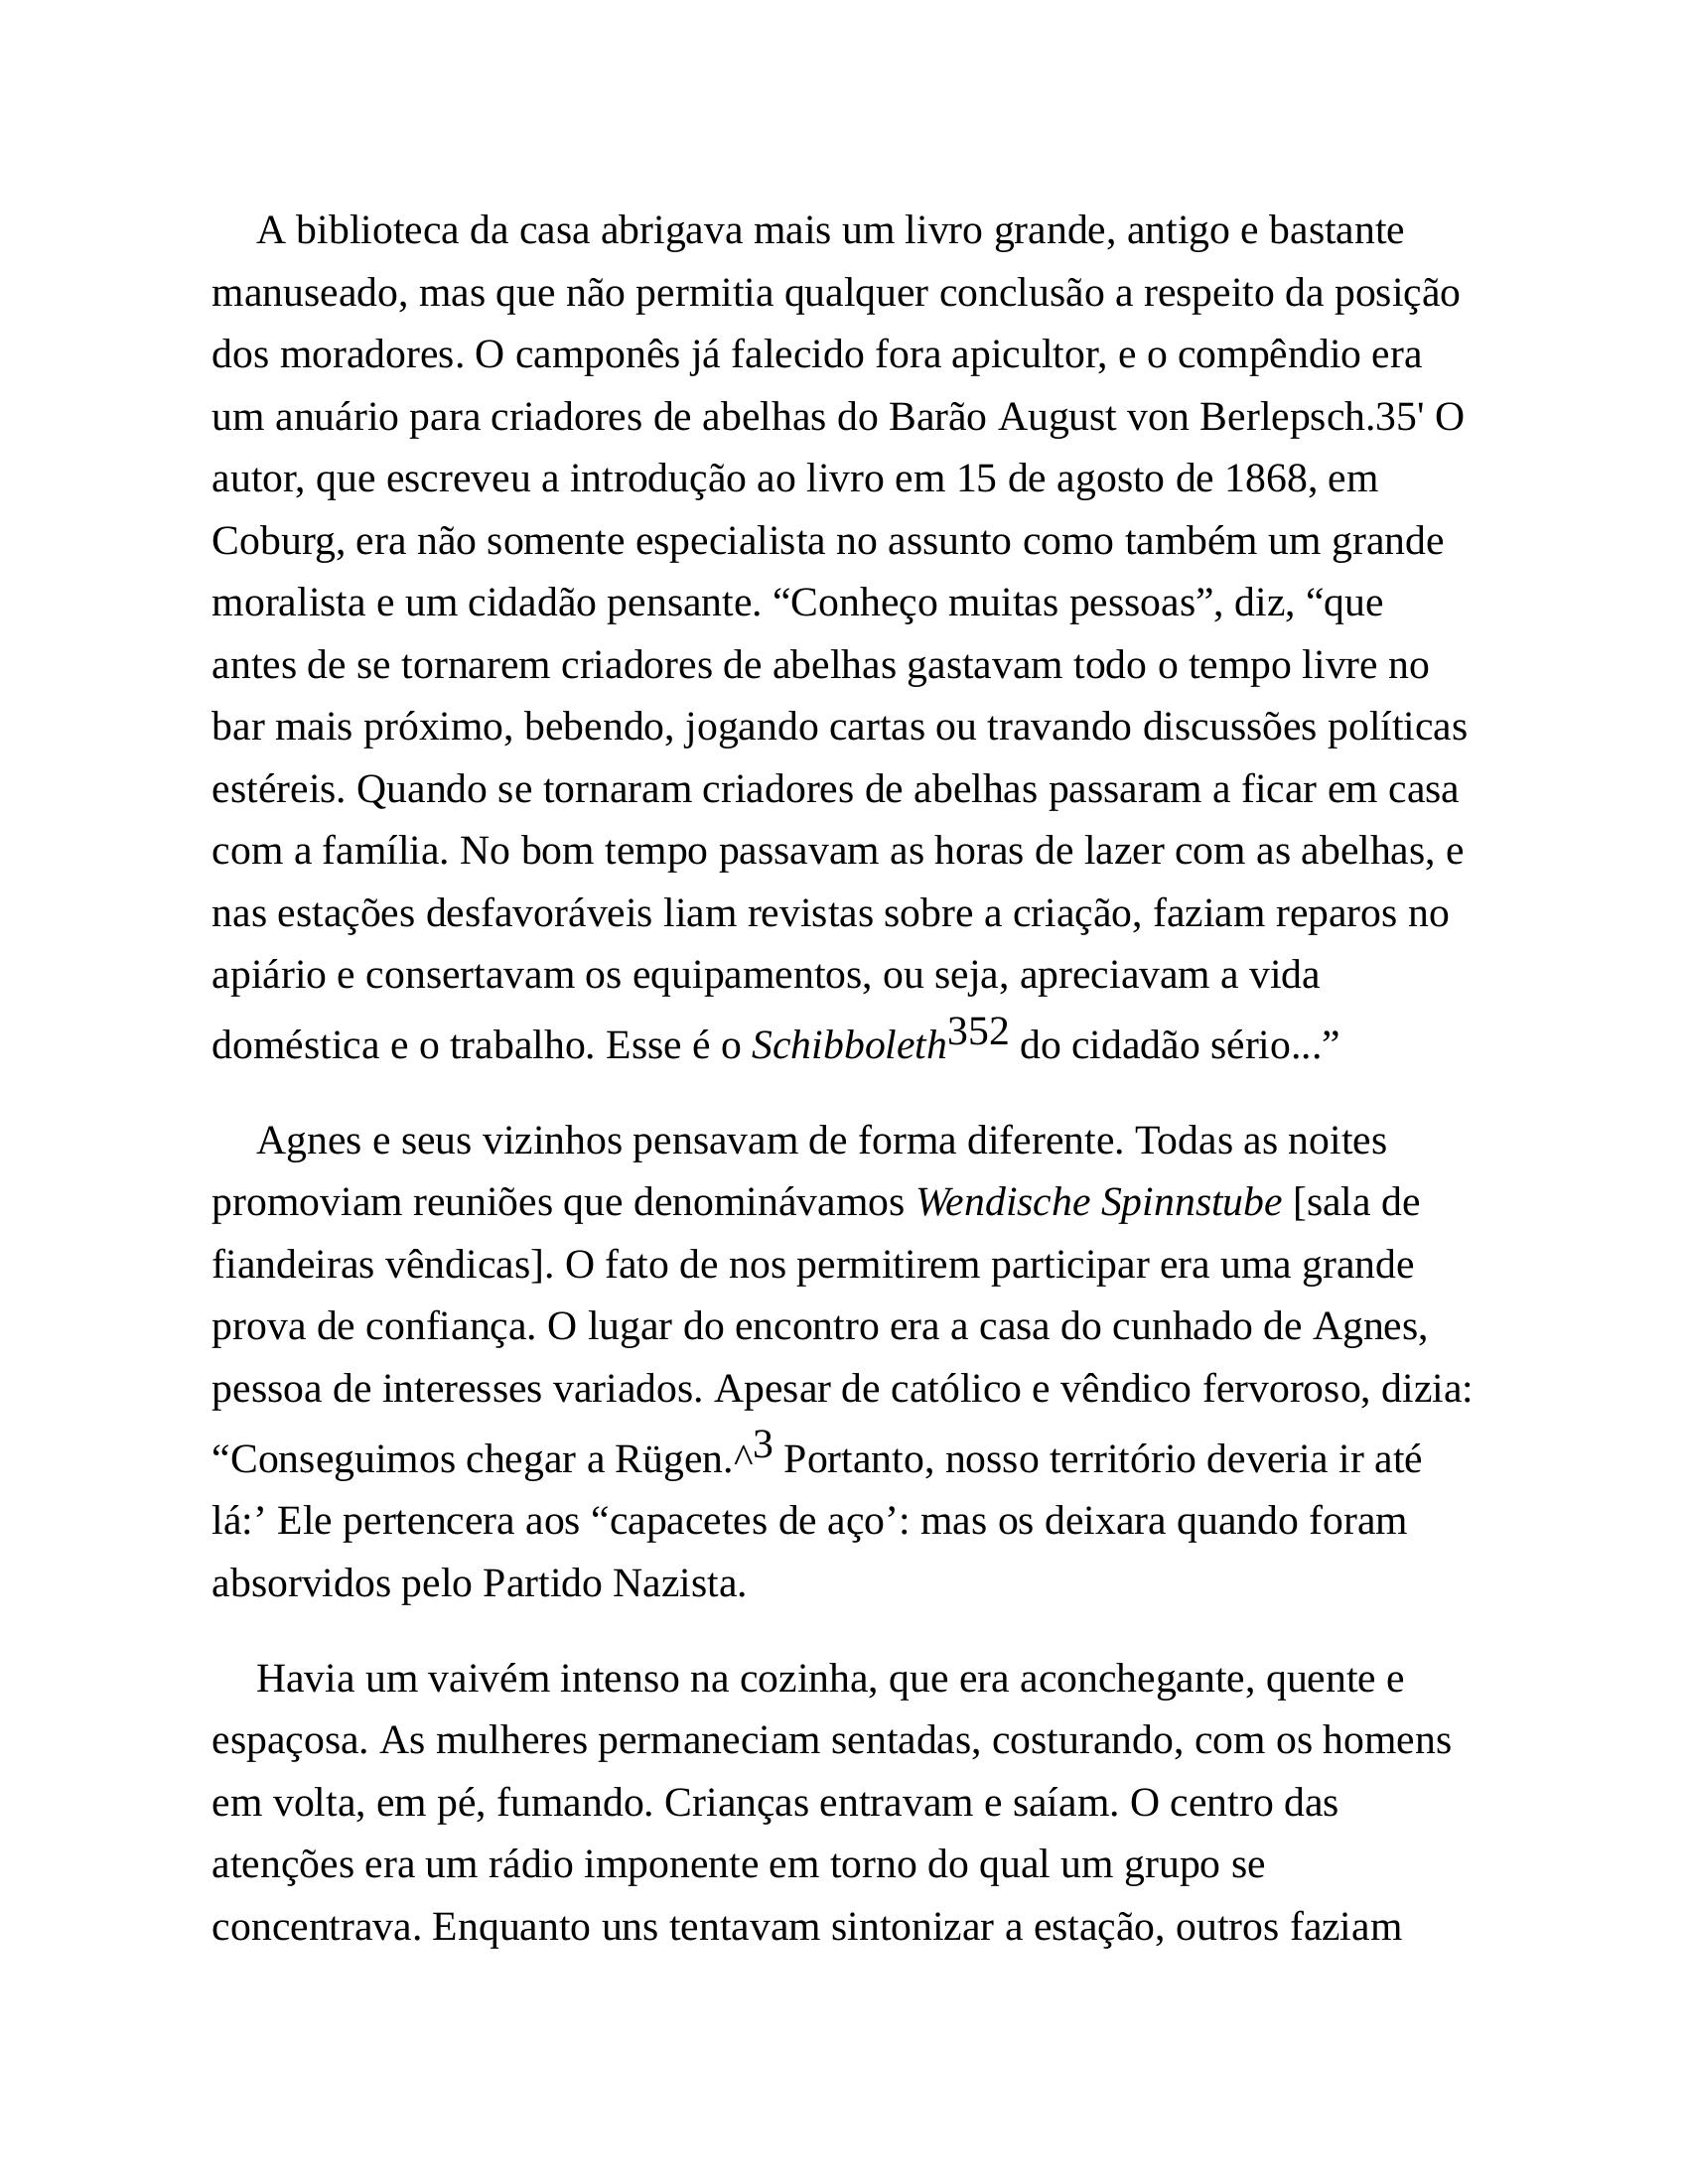 A biblioteca da casa abrigava mais um livro grande, antigo e bastante
manuseado, mas que não permitia qualquer conclusão a respeito da posição
dos moradores. O camponês já falecido fora apicultor, e o compêndio era
um anuário para criadores de abelhas do Barão August von Berlepsch.35' O
autor, que escreveu a introdução ao livro em 15 de agosto de 1868, em
Coburg, era não somente especialista no assunto como também um grande
moralista e um cidadão pensante. “Conheço muitas pessoas”, diz, “que
antes de se tornarem criadores de abelhas gastavam todo o tempo livre no
bar mais próximo, bebendo, jogando cartas ou travando discussões políticas
estéreis. Quando se tornaram criadores de abelhas passaram a ficar em casa
com a família. No bom tempo passavam as horas de lazer com as abelhas, e
nas estações desfavoráveis liam revistas sobre a criação, faziam reparos no
apiário e consertavam os equipamentos, ou seja, apreciavam a vida
doméstica e o trabalho. Esse é o Schibboleth352 do cidadão sério...”
Agnes e seus vizinhos pensavam de forma diferente. Todas as noites
promoviam reuniões que denominávamos Wendische Spinnstube [sala de
fiandeiras vêndicas]. O fato de nos permitirem participar era uma grande
prova de confiança. O lugar do encontro era a casa do cunhado de Agnes,
pessoa de interesses variados. Apesar de católico e vêndico fervoroso, dizia:
“Conseguimos chegar a Rügen.^3 Portanto, nosso território deveria ir até
lá:’ Ele pertencera aos “capacetes de aço’: mas os deixara quando foram
absorvidos pelo Partido Nazista.
Havia um vaivém intenso na cozinha, que era aconchegante, quente e
espaçosa. As mulheres permaneciam sentadas, costurando, com os homens
em volta, em pé, fumando. Crianças entravam e saíam. O centro das
atenções era um rádio imponente em torno do qual um grupo se
concentrava. Enquanto uns tentavam sintonizar a estação, outros faziam